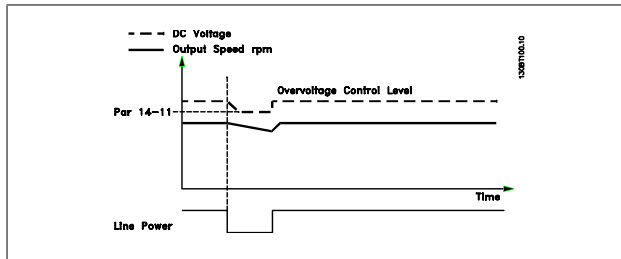 DC Voltage
Output Speed rpm
130BT100.10
Overvoltage Control Level
Par 14-11
Time
Line Power